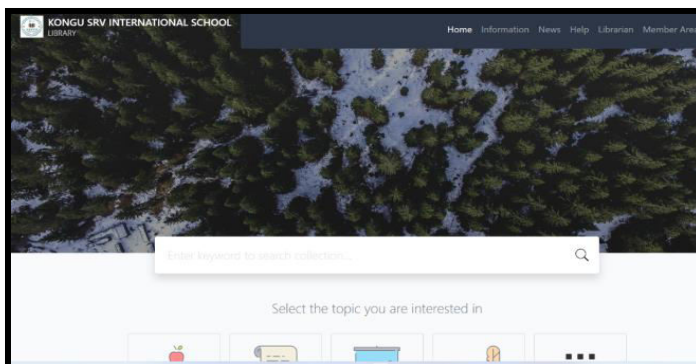 KONGU SRV INTERNATIONAL SCHOOL
LIBRARY
Home Information News Help Librarian Member Area
Enter keyword to search collection...
Select the topic you are interested in